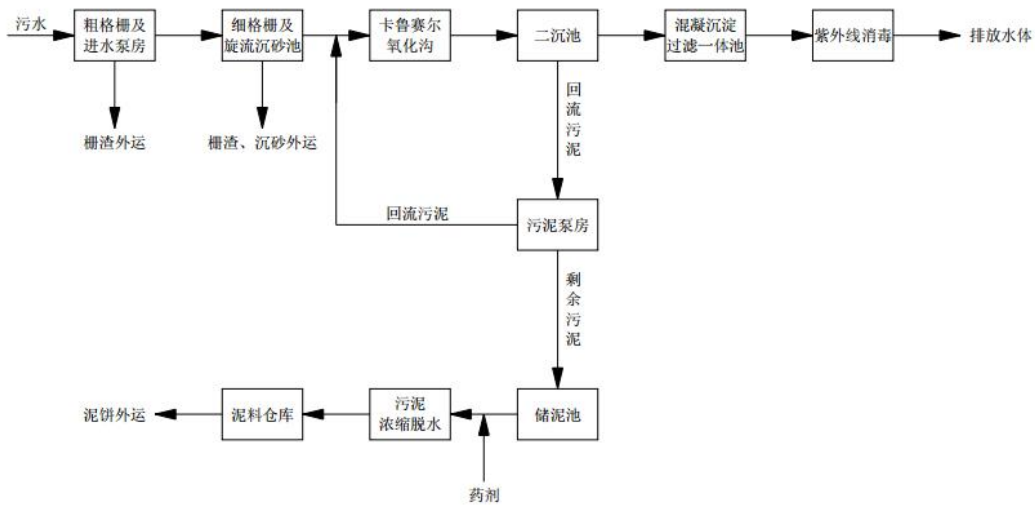 污水
粗格栅及
进水泵房
细格栅及
旋流沉砂池
卡鲁赛尔
氧化沟
二沉池
混凝沉淀
过滤一体池
紫外线消毒
排放水体
栅渣外运
栅渣、沉砂外运
回流污泥
回流污泥
污泥泵房
剩余污泥
泥饼外运
泥料仓库
污泥
浓缩脱水
储泥池
药剂